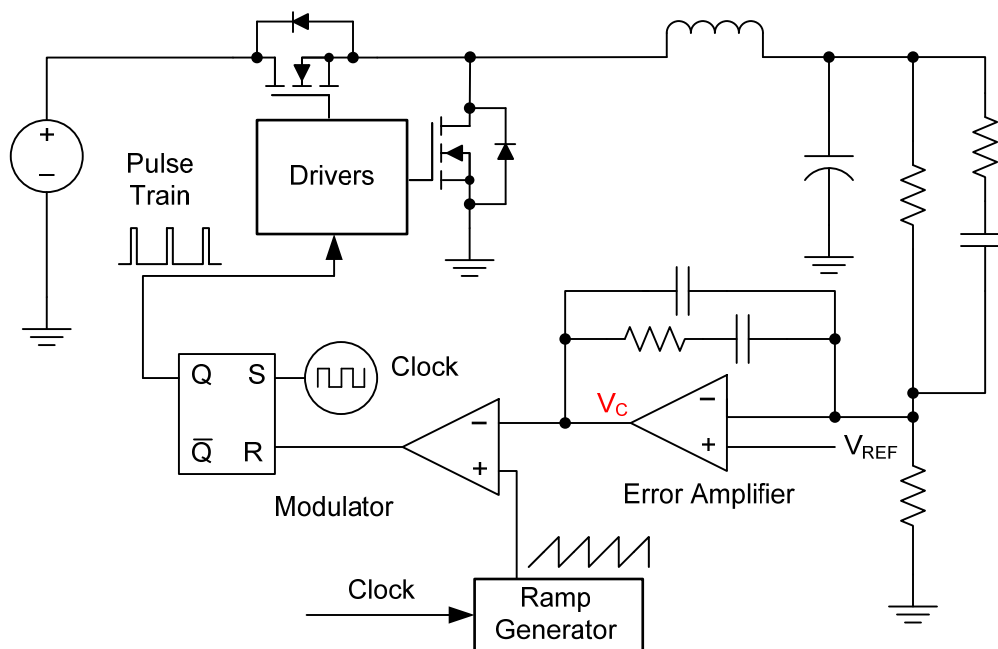 +
−
Pulse
Train
Drivers
Q S
Q̅ R
Clock
Modulator
−
+
V_C
−
+
V_REF
Error Amplifier
Clock
Ramp
Generator